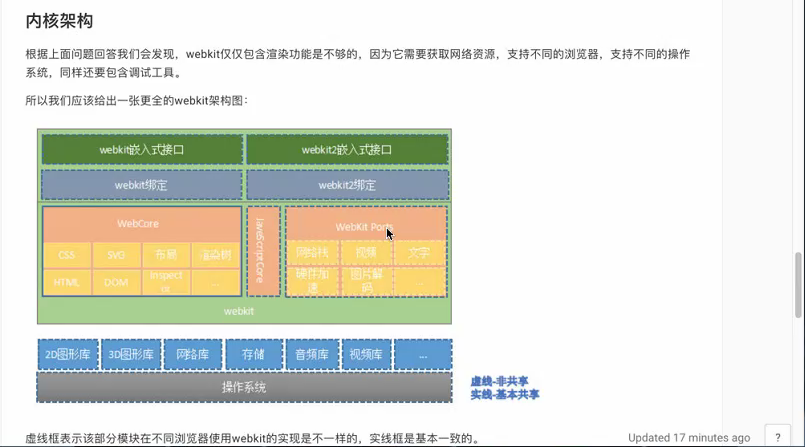 内核架构
根据上面问题回答我们会发现，webkit仅仅包含渲染功能是不够的，因为它需要获取网络资源，支持不同的浏览器，支持不同的操作
系统，同样还要包含调试工具。
所以我们应该给出一张更全的webkit架构图：
webkit嵌入式接口
webkit2嵌入式接口
webkit绑定
webkit2绑定
WebCore
JavaScriptCore
WebKit Ports
CSS
SVG
布局
渲染树
网络栈
视频
文字
HTML
DOM
inspect
or
...
硬件加
速
图片解
码
...
webkit
2D图形库
3D图形库
网络库
存储
音频库
视频库
...
操作系统
虚线-非共享
实线-基本共享
虚线框表示该部分模块在不同浏览器使用webkit的实现是不一样的，实线框是基本一致的。
Updated 17 minutes ago
?